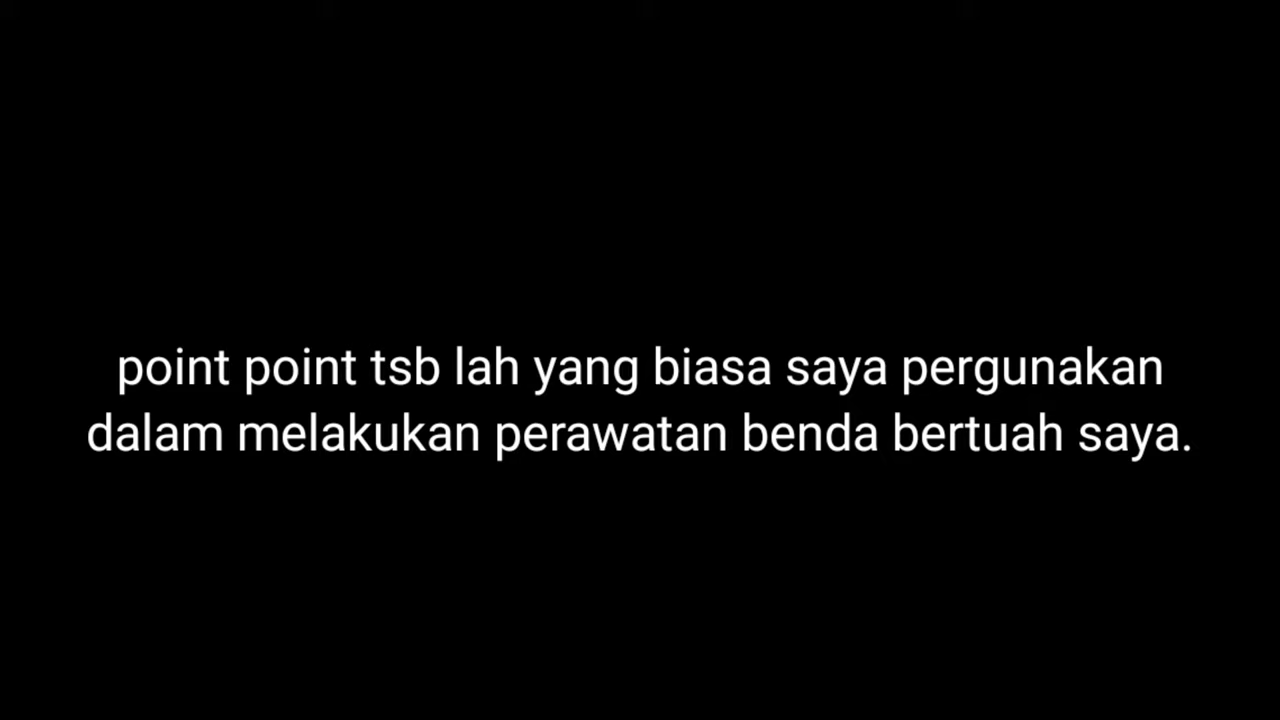 point point tsb lah yang biasa saya pergunakan
dalam melakukan perawatan benda bertuah saya.